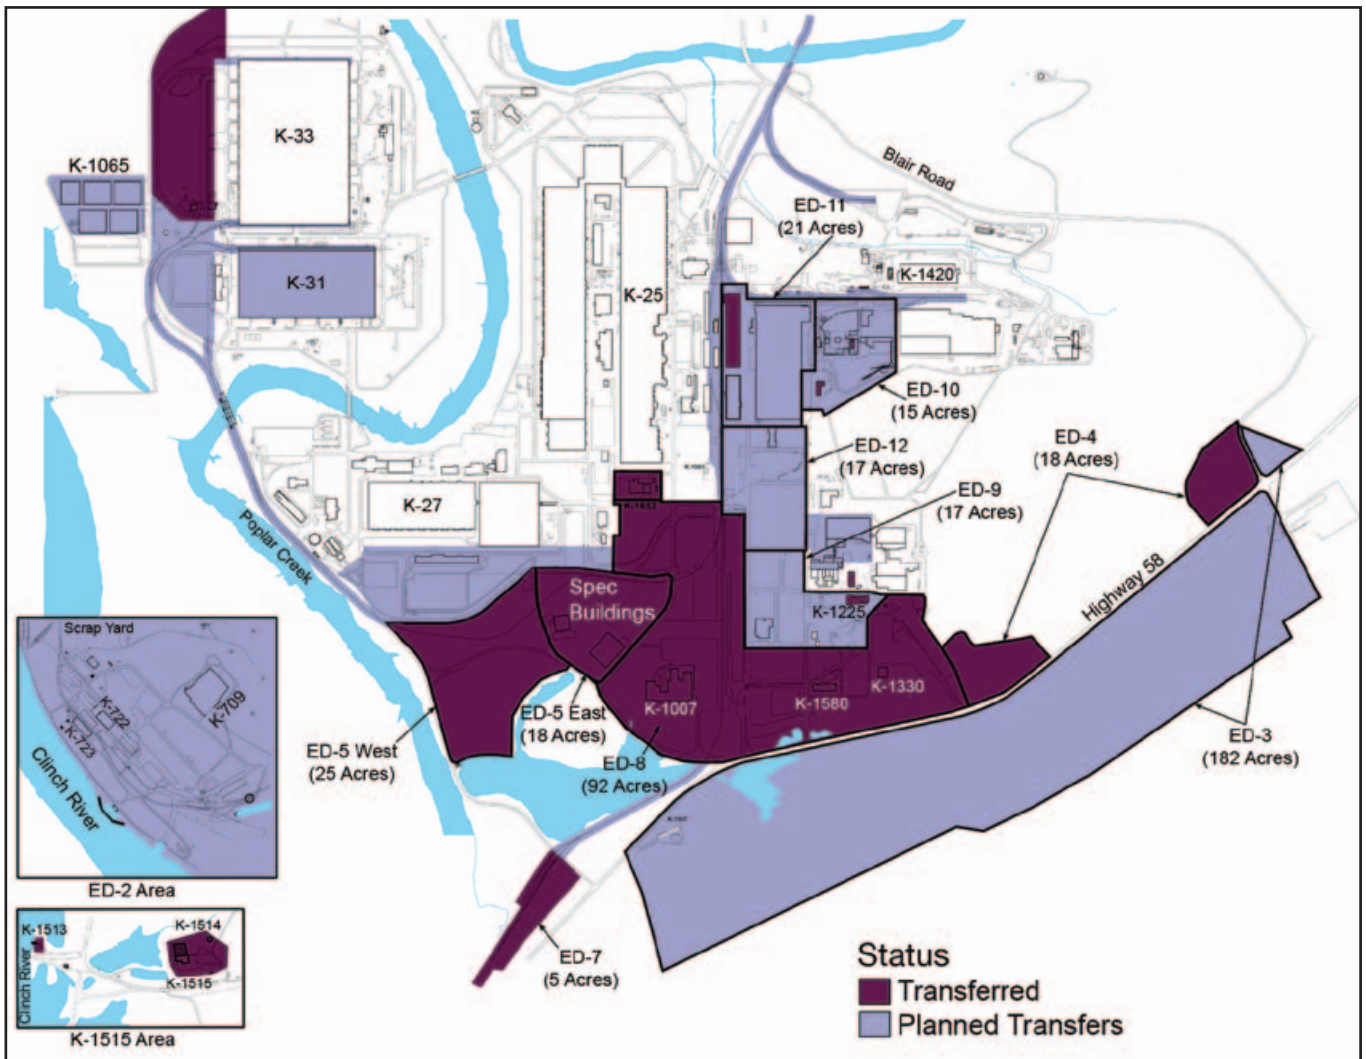 K-33
K-1065
Blair Road
ED-11
(21 Acres)
K-31
K-25
K-1420
ED-10
(15 Acres)
ED-4
(18 Acres)
ED-12
(17 Acres)
ED-9
(17 Acres)
K-27
K-1652
Poplar Creek
Highway 58
Spec
Buildings
K-1225
Scrap Yard
K-709
K-722
K-723
K-1330
K-1580
K-1007
ED-5 East
(18 Acres)
ED-5 West
(25 Acres)
ED-8
(92 Acres)
ED-3
(182 Acres)
Clinch River
ED-2 Area
K-1513
K-1514
K-1515
Clinch River
K-1515 Area
ED-7
(5 Acres)
Status
Transferred
Planned Transfers